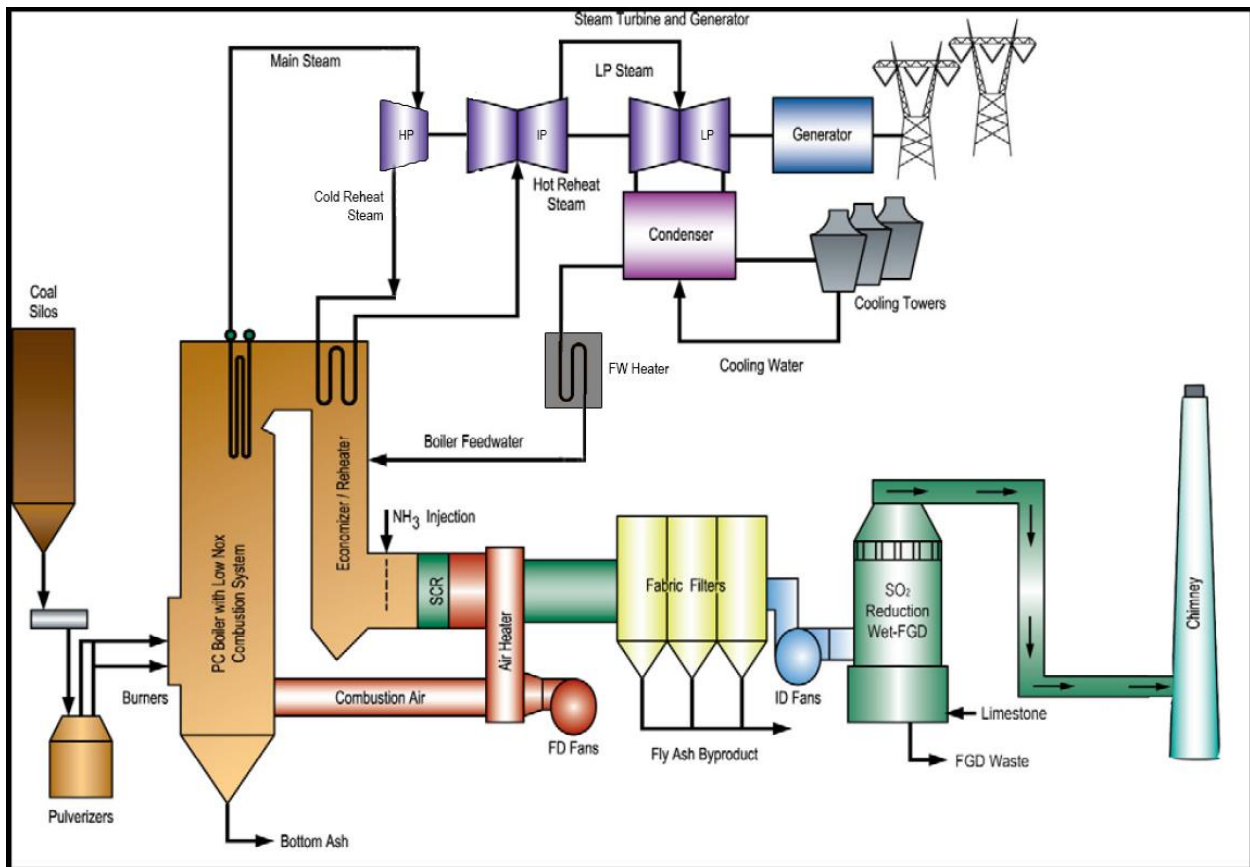 Steam Turbine and Generator
Main Steam
LP Steam
HP
IP
LP
Generator
Cold Reheat
Steam
Hot Reheat
Steam
Condenser
Cooling Towers
Coal
Silos
FW Heater
Cooling Water
Boiler Feedwater
PC Boiler with Low Nox
Combustion System
Economizer / Reheater
NH₃ Injection
SCR
Air Heater
Fabric Filters
SO₂
Reduction
Wet-FGD
Chimney
Burners
Combustion Air
FD Fans
ID Fans
Limestone
Fly Ash Byproduct
FGD Waste
Pulverizers
Bottom Ash